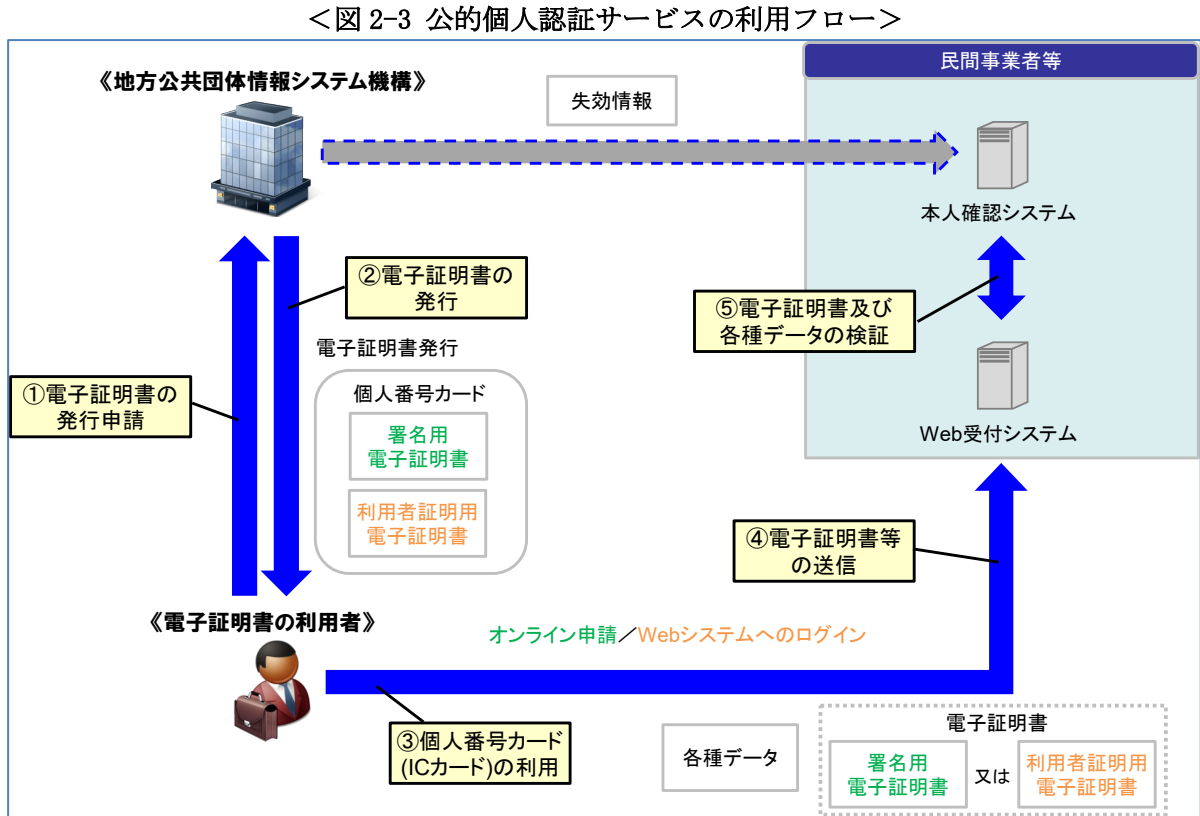 ＜図 2-3 公的個人認証サービスの利用フロー＞
民間事業者等
《地方公共団体情報システム機構》
失効情報
本人確認システム
②電子証明書の
発行
⑤電子証明書及び
各種データの検証
電子証明書発行
①電子証明書の
発行申請
個人番号カード
署名用
電子証明書
利用者証明用
電子証明書
Web受付システム
④電子証明書等
の送信
《電子証明書の利用者》
オンライン申請／Webシステムへのログイン
③個人番号カード
(ICカード)の利用
各種データ
電子証明書
署名用
電子証明書
又は
利用者証明用
電子証明書